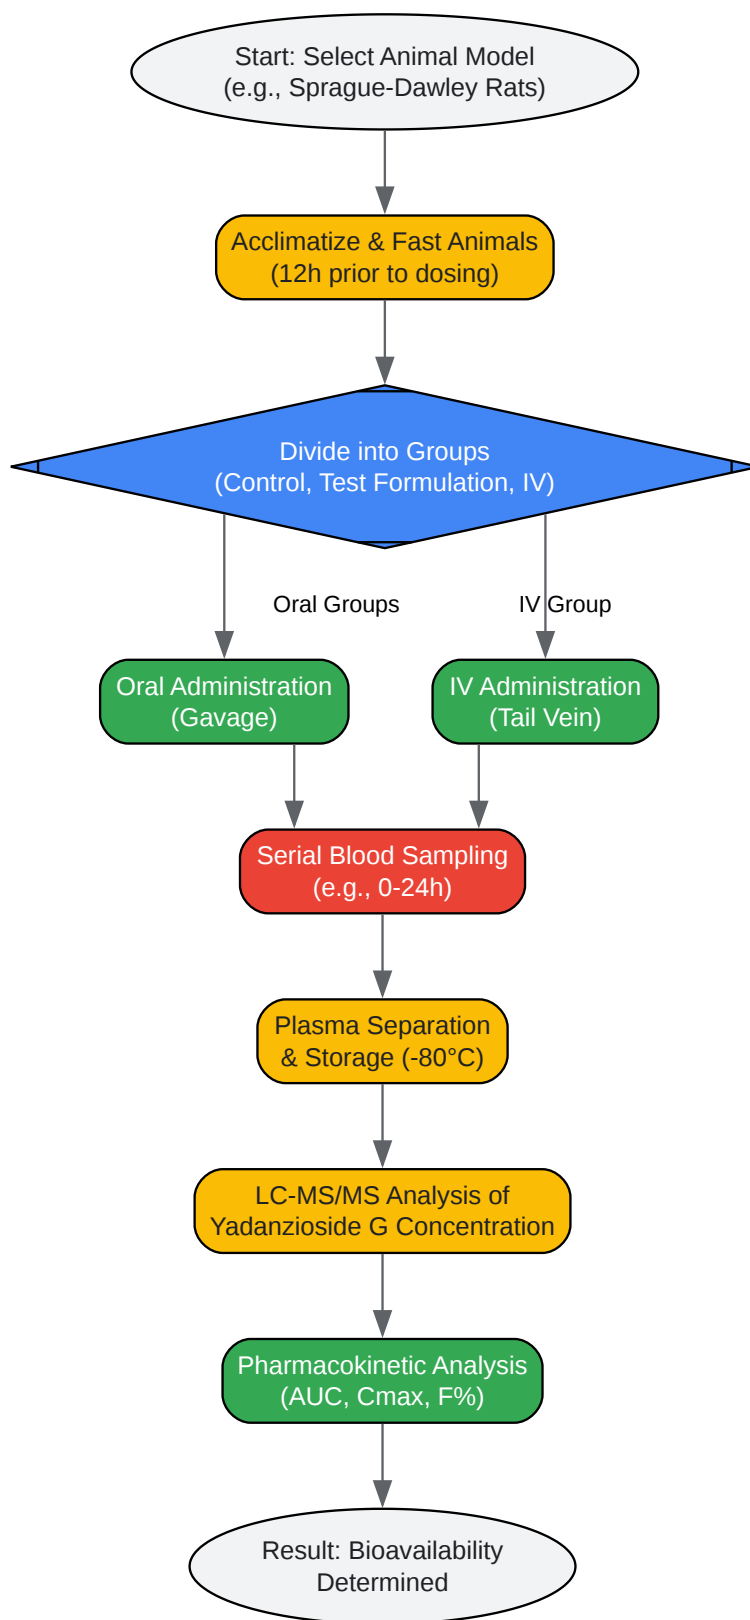 Start: Select Animal Model
(e.g., Sprague-Dawley Rats)
Acclimatize & Fast Animals
(12h prior to dosing)
Divide into Groups
(Control, Test Formulation, IV)
Oral Groups
IV Group
Oral Administration
(Gavage)
IV Administration
(Tail Vein)
Serial Blood Sampling
(e.g., 0-24h)
Plasma Separation
& Storage (-80°C)
LC-MS/MS Analysis of
Yadanzioside G Concentration
Pharmacokinetic Analysis
(AUC, Cmax, F%)
Result: Bioavailability
Determined